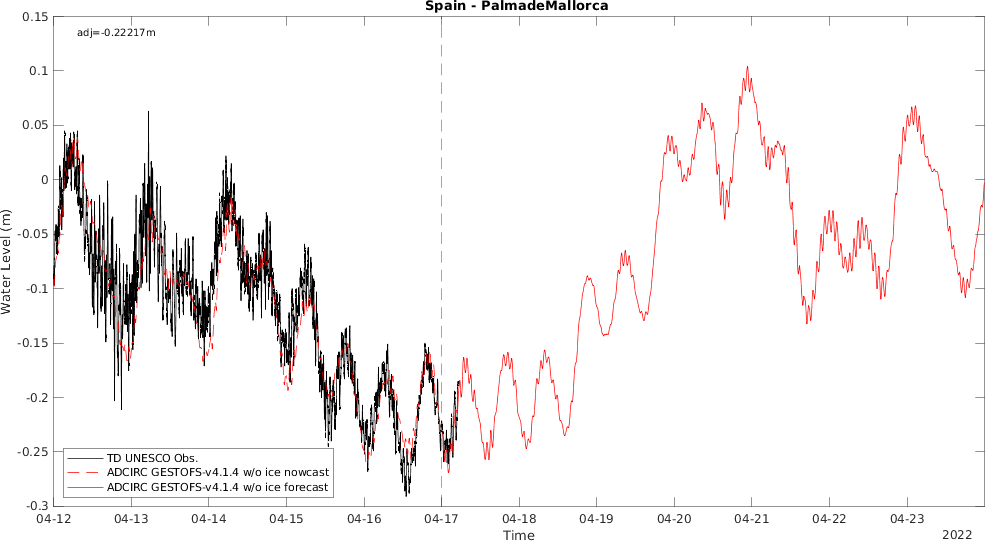 Spain - PalmadeMallorca
adj=-0.22217m
0.15
0.1
0.05
0
-0.05
-0.1
-0.15
-0.2
-0.25
-0.3
Water Level (m)
TD UNESCO Obs.
ADCIRC GESTOFS-v4.1.4 w/o ice nowcast
ADCIRC GESTOFS-v4.1.4 w/o ice forecast
04-12 04-13 04-14 04-15 04-16 04-17 04-18 04-19 04-20 04-21 04-22 04-23
Time
2022